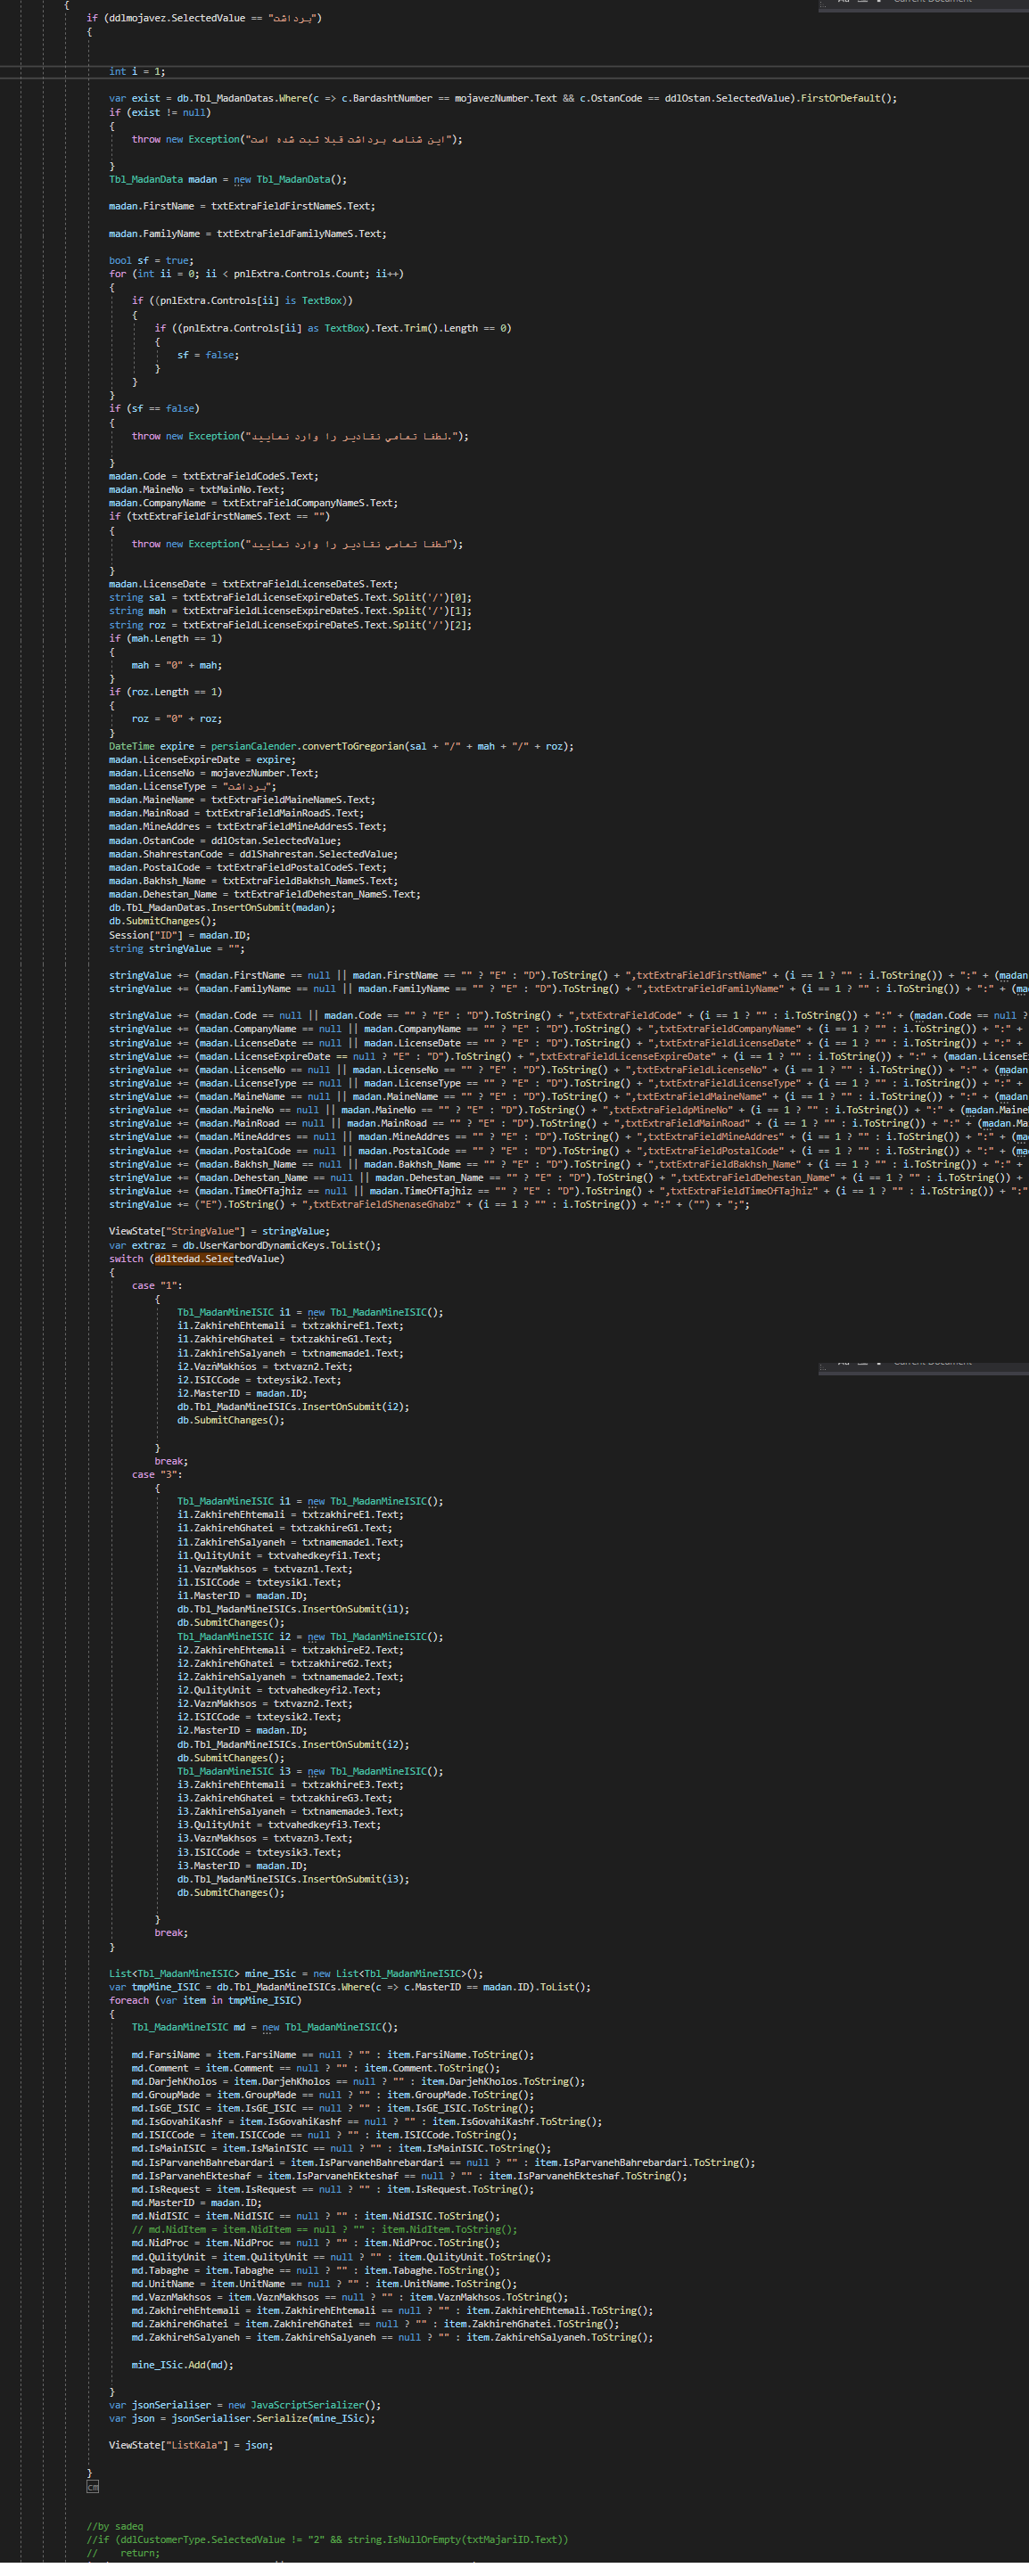 {
if (ddlmojavez.SelectedValue == "برداشت")
{
int i = 1;
var exist = db.Tbl_MadanDatas.Where(c => c.BardashtNumber == mojavezNumber.Text && c.OstanCode == ddlOstan.SelectedValue).FirstOrDefault();
if (exist != null)
{
throw new Exception("این شناسه برداشت قبلا ثبت شده است");
}
Tbl_MadanData madan = new Tbl_MadanData();
madan.FirstName = txtExtraFieldFirstNameS.Text;
madan.FamilyName = txtExtraFieldFamilyNameS.Text;
bool sf = true;
for (int ii = 0; ii < pnlExtra.Controls.Count; ii++)
{
if ((pnlExtra.Controls[ii] is TextBox))
{
if ((pnlExtra.Controls[ii] as TextBox).Text.Trim().Length == 0)
{
sf = false;
}
}
}
if (sf == false)
{
throw new Exception("لطفا تمامي نقادير را وارد نماييد.");
}
madan.Code = txtExtraFieldCodeS.Text;
madan.MaineNo = txtMainNo.Text;
madan.CompanyName = txtExtraFieldCompanyNameS.Text;
if (txtExtraFieldFirstNameS.Text == "")
{
throw new Exception("لطفا تمامي نقادير را وارد نماييد");
}
madan.LicenseDate = txtExtraFieldLicenseDateS.Text;
string sal = txtExtraFieldLicenseExpireDateS.Text.Split('/')[0];
string mah = txtExtraFieldLicenseExpireDateS.Text.Split('/')[1];
string roz = txtExtraFieldLicenseExpireDateS.Text.Split('/')[2];
if (mah.Length == 1)
{
mah = "0" + mah;
}
if (roz.Length == 1)
{
roz = "0" + roz;
}
DateTime expire = persianCalender.convertToGregorian(sal + "/" + mah + "/" + roz);
madan.LicenseExpireDate = expire;
madan.LicenseNo = mojavezNumber.Text;
madan.LicenseType = "برداشت";
madan.MaineName = txtExtraFieldMaineNameS.Text;
madan.MainRoad = txtExtraFieldMainRoadS.Text;
madan.MineAddres = txtExtraFieldMineAddresS.Text;
madan.OstanCode = ddlOstan.SelectedValue;
madan.ShahrestanCode = ddlShahrestan.SelectedValue;
madan.PostalCode = txtExtraFieldPostalCodeS.Text;
madan.Bakhsh_Name = txtExtraFieldBakhsh_NameS.Text;
madan.Dehestan_Name = txtExtraFieldDehestan_NameS.Text;
db.Tbl_MadanDatas.InsertOnSubmit(madan);
db.SubmitChanges();
Session["ID"] = madan.ID;
string stringValue = "";
stringValue += (madan.FirstName == null || madan.FirstName == "" ? "E" : "D").ToString() + ",txtExtraFieldFirstName" + (i == 1 ? "" : i.ToString()) + ":" + (madan
stringValue += (madan.FamilyName == null || madan.FamilyName == "" ? "E" : "D").ToString() + ",txtExtraFieldFamilyName" + (i == 1 ? "" : i.ToString()) + ":" + (ma
stringValue += (madan.Code == null || madan.Code == "" ? "E" : "D").ToString() + ",txtExtraFieldCode" + (i == 1 ? "" : i.ToString()) + ":" + (madan.Code == null ?
stringValue += (madan.CompanyName == null || madan.CompanyName == "" ? "E" : "D").ToString() + ",txtExtraFieldCompanyName" + (i == 1 ? "" : i.ToString()) + ":" +
stringValue += (madan.LicenseDate == null || madan.LicenseDate == "" ? "E" : "D").ToString() + ",txtExtraFieldLicenseDate" + (i == 1 ? "" : i.ToString()) + ":" +
stringValue += (madan.LicenseExpireDate == null ? "E" : "D").ToString() + ",txtExtraFieldLicenseExpireDate" + (i == 1 ? "" : i.ToString()) + ":" + (madan.LicenseE
stringValue += (madan.LicenseNo == null || madan.LicenseNo == "" ? "E" : "D").ToString() + ",txtExtraFieldLicenseNo" + (i == 1 ? "" : i.ToString()) + ":" + (madan
stringValue += (madan.LicenseType == null || madan.LicenseType == "" ? "E" : "D").ToString() + ",txtExtraFieldLicenseType" + (i == 1 ? "" : i.ToString()) + ":" +
stringValue += (madan.MaineName == null || madan.MaineName == "" ? "E" : "D").ToString() + ",txtExtraFieldMaineName" + (i == 1 ? "" : i.ToString()) + ":" + (madan
stringValue += (madan.MaineNo == null || madan.MaineNo == "" ? "E" : "D").ToString() + ",txtExtraFieldpMineNo" + (i == 1 ? "" : i.ToString()) + ":" + (madan.MaineN
stringValue += (madan.MainRoad == null || madan.MainRoad == "" ? "E" : "D").ToString() + ",txtExtraFieldMainRoad" + (i == 1 ? "" : i.ToString()) + ":" + (madan.Ma
stringValue += (madan.MineAddres == null || madan.MineAddres == "" ? "E" : "D").ToString() + ",txtExtraFieldMineAddres" + (i == 1 ? "" : i.ToString()) + ":" + (ma
stringValue += (madan.PostalCode == null || madan.PostalCode == "" ? "E" : "D").ToString() + ",txtExtraFieldPostalCode" + (i == 1 ? "" : i.ToString()) + ":" + (ma
stringValue += (madan.Bakhsh_Name == null || madan.Bakhsh_Name == "" ? "E" : "D").ToString() + ",txtExtraFieldBakhsh_Name" + (i == 1 ? "" : i.ToString()) + ":" +
stringValue += (madan.Dehestan_Name == null || madan.Dehestan_Name == "" ? "E" : "D").ToString() + ",txtExtraFieldDehestan_Name" + (i == 1 ? "" : i.ToString()) +
stringValue += (madan.TimeOfTajhiz == null || madan.TimeOfTajhiz == "" ? "E" : "D").ToString() + ",txtExtraFieldTimeOfTajhiz" + (i == 1 ? "" : i.ToString()) + ":"
stringValue += ("E").ToString() + ",txtExtraFieldShenaseGhabz" + (i == 1 ? "" : i.ToString()) + ":" + ("") + ";";
ViewState["StringValue"] = stringValue;
var extraz = db.UserKarbordDynamicKeys.ToList();
switch (ddltedad.SelectedValue)
{
case "1":
{
Tbl_MadanMineISIC i1 = new Tbl_MadanMineISIC();
i1.ZakhirehEhtemali = txtzakhireE1.Text;
i1.ZakhirehGhatei = txtzakhireG1.Text;
i1.ZakhirehSalyaneh = txtnamemade1.Text;
i2.VaznMakhsos = txtvazn2.Text;
i2.ISICCode = txteysik2.Text;
i2.MasterID = madan.ID;
db.Tbl_MadanMineISICs.InsertOnSubmit(i2);
db.SubmitChanges();
}
break;
case "3":
{
Tbl_MadanMineISIC i1 = new Tbl_MadanMineISIC();
i1.ZakhirehEhtemali = txtzakhireE1.Text;
i1.ZakhirehGhatei = txtzakhireG1.Text;
i1.ZakhirehSalyaneh = txtnamemade1.Text;
i1.QulityUnit = txtvahedkeyfi1.Text;
i1.VaznMakhsos = txtvazn1.Text;
i1.ISICCode = txteysik1.Text;
i1.MasterID = madan.ID;
db.Tbl_MadanMineISICs.InsertOnSubmit(i1);
db.SubmitChanges();
Tbl_MadanMineISIC i2 = new Tbl_MadanMineISIC();
i2.ZakhirehEhtemali = txtzakhireE2.Text;
i2.ZakhirehGhatei = txtzakhireG2.Text;
i2.ZakhirehSalyaneh = txtnamemade2.Text;
i2.QulityUnit = txtvahedkeyfi2.Text;
i2.VaznMakhsos = txtvazn2.Text;
i2.ISICCode = txteysik2.Text;
i2.MasterID = madan.ID;
db.Tbl_MadanMineISICs.InsertOnSubmit(i2);
db.SubmitChanges();
Tbl_MadanMineISIC i3 = new Tbl_MadanMineISIC();
i3.ZakhirehEhtemali = txtzakhireE3.Text;
i3.ZakhirehGhatei = txtzakhireG3.Text;
i3.ZakhirehSalyaneh = txtnamemade3.Text;
i3.QulityUnit = txtvahedkeyfi3.Text;
i3.VaznMakhsos = txtvazn3.Text;
i3.ISICCode = txteysik3.Text;
i3.MasterID = madan.ID;
db.Tbl_MadanMineISICs.InsertOnSubmit(i3);
db.SubmitChanges();
}
break;
}
List<Tbl_MadanMineISIC> mine_ISic = new List<Tbl_MadanMineISIC>();
var tmpMine_ISIC = db.Tbl_MadanMineISICs.Where(c => c.MasterID == madan.ID).ToList();
foreach (var item in tmpMine_ISIC)
{
Tbl_MadanMineISIC md = new Tbl_MadanMineISIC();
md.FarsiName = item.FarsiName == null ? "" : item.FarsiName.ToString();
md.Comment = item.Comment == null ? "" : item.Comment.ToString();
md.DarjehKholos = item.DarjehKholos == null ? "" : item.DarjehKholos.ToString();
md.GroupMade = item.GroupMade == null ? "" : item.GroupMade.ToString();
md.IsGE_ISIC = item.IsGE_ISIC == null ? "" : item.IsGE_ISIC.ToString();
md.IsGovahiKashf = item.IsGovahiKashf == null ? "" : item.IsGovahiKashf.ToString();
md.ISICCode = item.ISICCode == null ? "" : item.ISICCode.ToString();
md.IsMainISIC = item.IsMainISIC == null ? "" : item.IsMainISIC.ToString();
md.IsParvanehBahrebardari = item.IsParvanehBahrebardari == null ? "" : item.IsParvanehBahrebardari.ToString();
md.IsParvanehEkteshaf = item.IsParvanehEkteshaf == null ? "" : item.IsParvanehEkteshaf.ToString();
md.IsRequest = item.IsRequest == null ? "" : item.IsRequest.ToString();
md.MasterID = madan.ID;
md.NidISIC = item.NidISIC == null ? "" : item.NidISIC.ToString();
// md.NidItem = item.NidItem == null ? "" : item.NidItem.ToString();
md.NidProc = item.NidProc == null ? "" : item.NidProc.ToString();
md.QulityUnit = item.QulityUnit == null ? "" : item.QulityUnit.ToString();
md.Tabaghe = item.Tabaghe == null ? "" : item.Tabaghe.ToString();
md.UnitName = item.UnitName == null ? "" : item.UnitName.ToString();
md.VaznMakhsos = item.VaznMakhsos == null ? "" : item.VaznMakhsos.ToString();
md.ZakhirehEhtemali = item.ZakhirehEhtemali == null ? "" : item.ZakhirehEhtemali.ToString();
md.ZakhirehGhatei = item.ZakhirehGhatei == null ? "" : item.ZakhirehGhatei.ToString();
md.ZakhirehSalyaneh = item.ZakhirehSalyaneh == null ? "" : item.ZakhirehSalyaneh.ToString();
mine_ISic.Add(md);
}
var jsonSerialiser = new JavaScriptSerializer();
var json = jsonSerialiser.Serialize(mine_ISic);
ViewState["ListKala"] = json;
}
cm
//by sadeq
//if (ddlCustomerType.SelectedValue != "2" && string.IsNullOrEmpty(txtMajariID.Text))
// return;